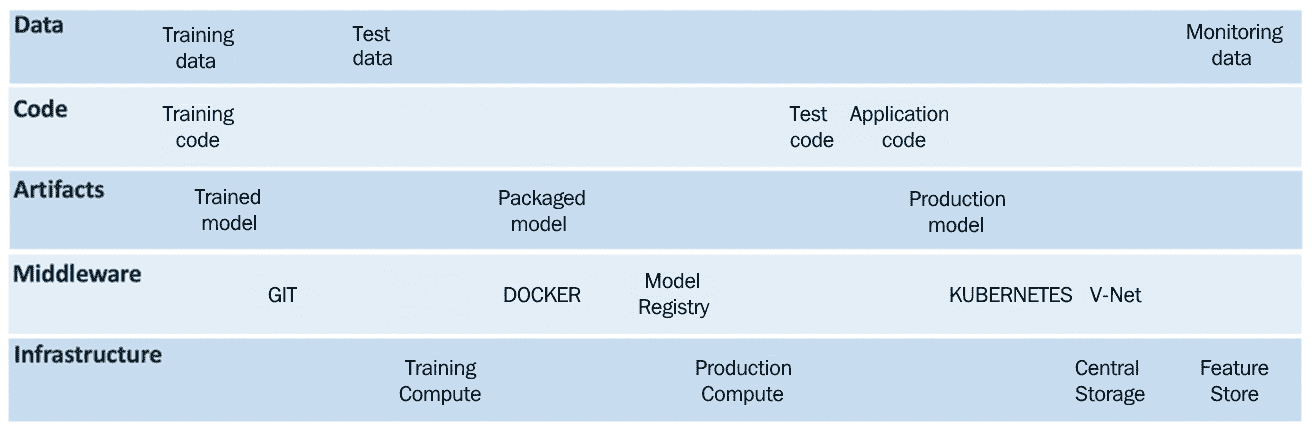 Data
Training
data
Test
data
Monitoring
data
Code
Training
code
Test
code
Application
code
Artifacts
Trained
model
Packaged
model
Production
model
Middleware
GIT
DOCKER
Model
Registry
KUBERNETES
V-Net
Infrastructure
Training
Compute
Production
Compute
Central
Storage
Feature
Store